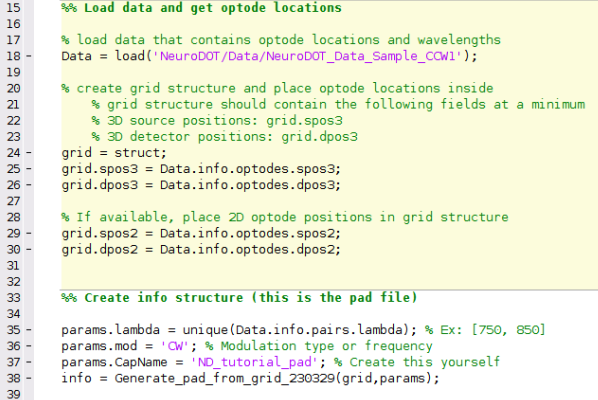 15 %% Load data and get optode locations
16
17 % load data that contains optode locations and wavelengths
18 - Data = load('NeuroDOT/Data/NeuroDOT_Data_Sample_CCW1');
19
20 % create grid structure and place optode locations inside
21 % grid structure should contain the following fields at a minimum
22 % 3D source positions: grid.spos3
23 % 3D detector positions: grid.dpos3
24 - grid = struct;
25 - grid.spos3 = Data.info.optodes.spos3;
26 - grid.dpos3 = Data.info.optodes.dpos3;
27
28 % If available, place 2D optode positions in grid structure
29 - grid.spos2 = Data.info.optodes.spos2;
30 - grid.dpos2 = Data.info.optodes.dpos2;
31
32
33 %% Create info structure (this is the pad file)
34
35 - params.lambda = unique(Data.info.pairs.lambda); % Ex: [750, 850]
36 - params.mod = 'CW'; % Modulation type or frequency
37 - params.CapName = 'ND_tutorial_pad'; % Create this yourself
38 - info = Generate_pad_from_grid_230329(grid,params);
39